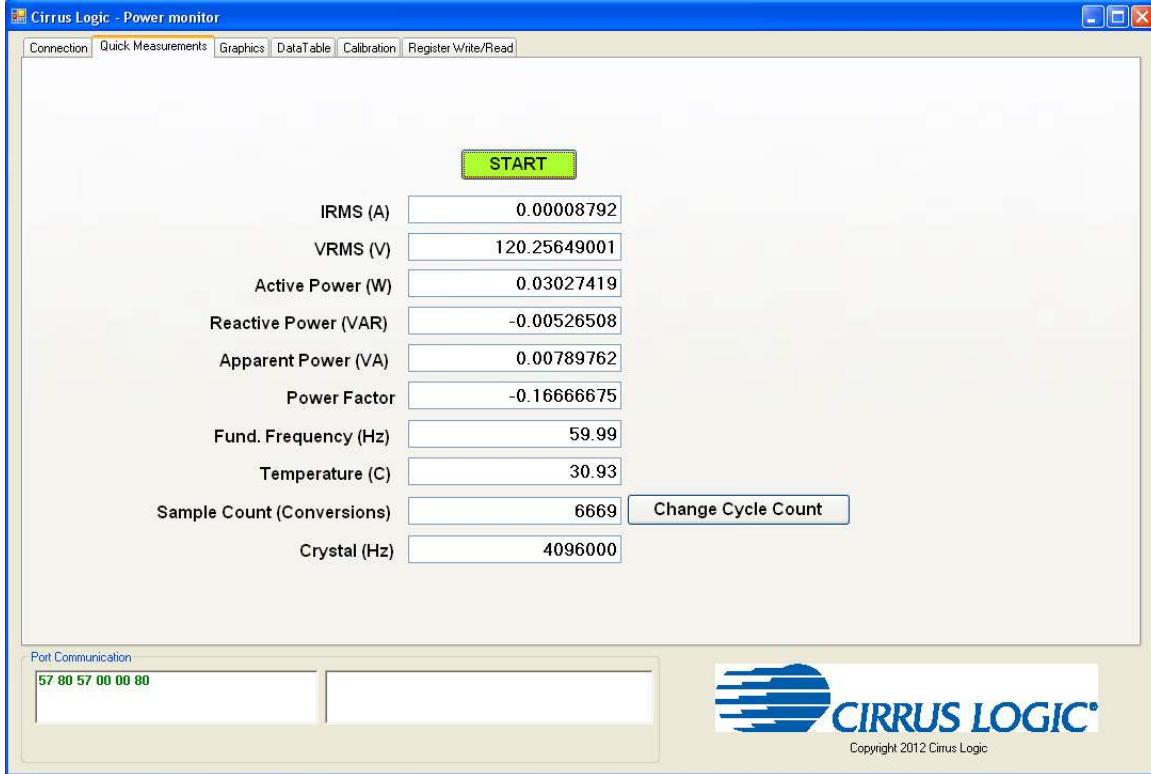 Cirrus Logic - Power monitor
Connection Quick Measurements Graphics DataTable Calibration Register Write/Read
START
IRMS (A) 0.00008792
VRMS (V) 120.25649001
Active Power (W) 0.03027419
Reactive Power (VAR) -0.00526508
Apparent Power (VA) 0.00789762
Power Factor -0.16666675
Fund. Frequency (Hz) 59.99
Temperature (C) 30.93
Sample Count (Conversions) 6669 Change Cycle Count
Crystal (Hz) 4096000
Port Communication
57 80 57 00 00 80
CIRRUS LOGIC®
Copyright 2012 Cirrus Logic